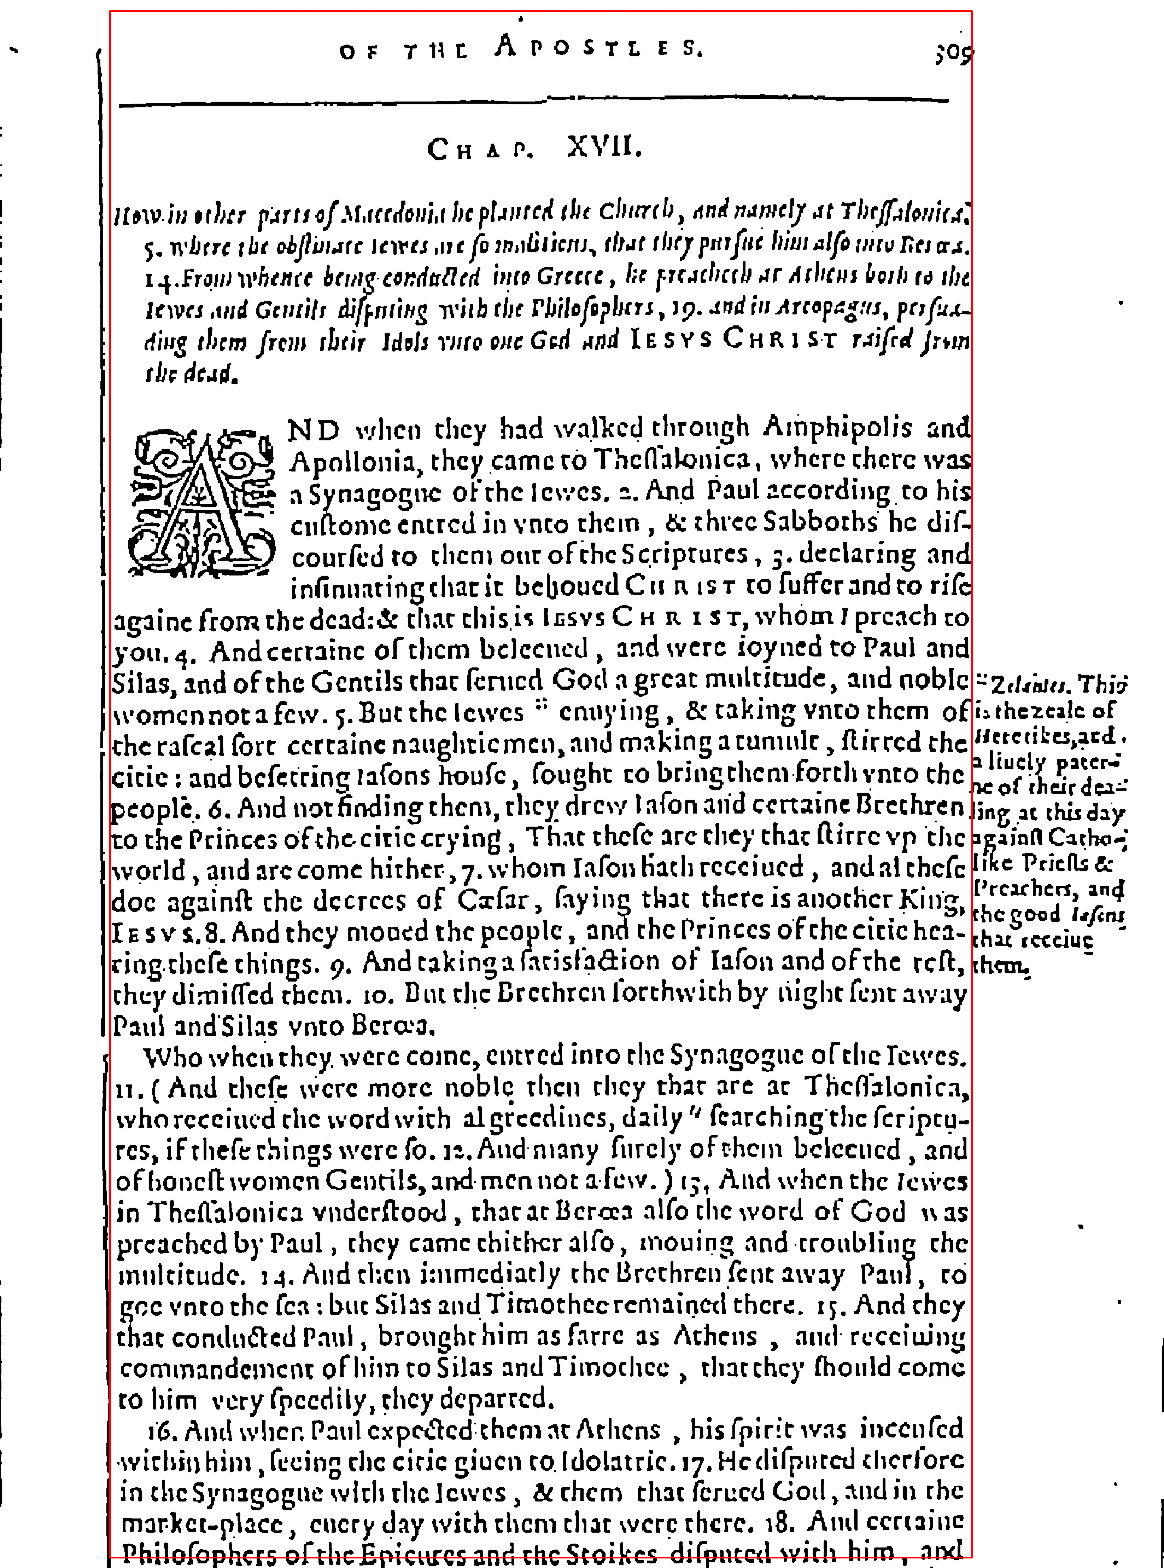 OF THE APOSTLES. 509
CHAP. XVII.
How in other parts of Macedonia he planted the Church, and namely at Theſſalonica:
5. where the obſtinate Iewes are ſo malitious, that they purſue him alſo into Berœa.
14. From whence being conducted into Greece, he preacheth at Athens both to the
Iewes and Gentils diſputing with the Philoſophers, 19. and in Areopagus, perſua-
ding them from their Idols vnto one God and IESVS CHRIST raiſed from
the dead.
AND when they had walked through Amphipolis and
Apollonia, they came to Theſſalonica, where there was
a Synagogue of the Iewes. 2. And Paul according to his
cuſtome entred in vnto them, & three Sabboths he diſ-
courſed to them out of the Scriptures, 3. declaring and
inſinuating that it behoued CHRIST to ſuffer and to riſe
againe from the dead: & that this is IESVS CHRIST, whom I preach to
you. 4. And certaine of them beleeued, and were ioyned to Paul and
Silas, and of the Gentils that ſerued God a great multitude, and noble
women not a few. 5. But the Iewes " enuying, & taking vnto them of
the raſcal ſort certaine naughtie men, and making a tumult, ſtirred the
citie: and beſetting Iaſons houſe, ſought to bring them forth vnto the
people. 6. And not finding them, they drew Iaſon and certaine Brethren
to the Princes of the citie crying, That theſe are they that ſtirre vp the
world, and are come hither, 7. whom Iaſon hath receiued, and al theſe
doe againſt the decrees of Cæſar, ſaying that there is another King,
IESVS. 8. And they moued the people, and the Princes of the citie hea-
ring theſe things. 9. And taking a ſatisfaction of Iaſon and of the reſt,
they dimiſſed them. 10. But the Brethren forthwith by night ſent away
Paul and Silas vnto Berœa.
Who when they were come, entred into the Synagogue of the Iewes.
11. (And theſe were more noble then they that are at Theſſalonica,
who receiued the word with al greedines, daily " ſearching the ſcriptu-
res, if theſe things were ſo. 12. And many ſurely of them beleeued, and
of honeſt women Gentils, and men not a few.) 13. And when the Iewes
in Theſſalonica vnderſtood, that at Berœa alſo the word of God was
preached by Paul, they came thither alſo, mouing and troubling the
multitude. 14. And then immediatly the Brethren ſent away Paul, to
goe vnto the ſea: but Silas and Timothee remained there. 15. And they
that conducted Paul, brought him as farre as Athens, and receiuing
commandement of him to Silas and Timothee, that they ſhould come
to him very ſpeedily, they departed.
16. And when Paul expected them at Athens, his ſpirit was incenſed
within him, ſeeing the citie giuen to Idolatrie. 17. He diſputed therfore
in the Synagogue with the Iewes, & them that ſerued God, and in the
market-place, euery day with them that were there. 18. And certaine
Philoſophers of the Epicures and the Stoikes diſputed with him, and
" Zelantes. This
is the zeale of
Heretikes, and
a liuely pater-
ne of their dea-
ling at this day
againſt Catho-
like Prieſts &
Preachers, and
the good Iaſons
that receiue
them.